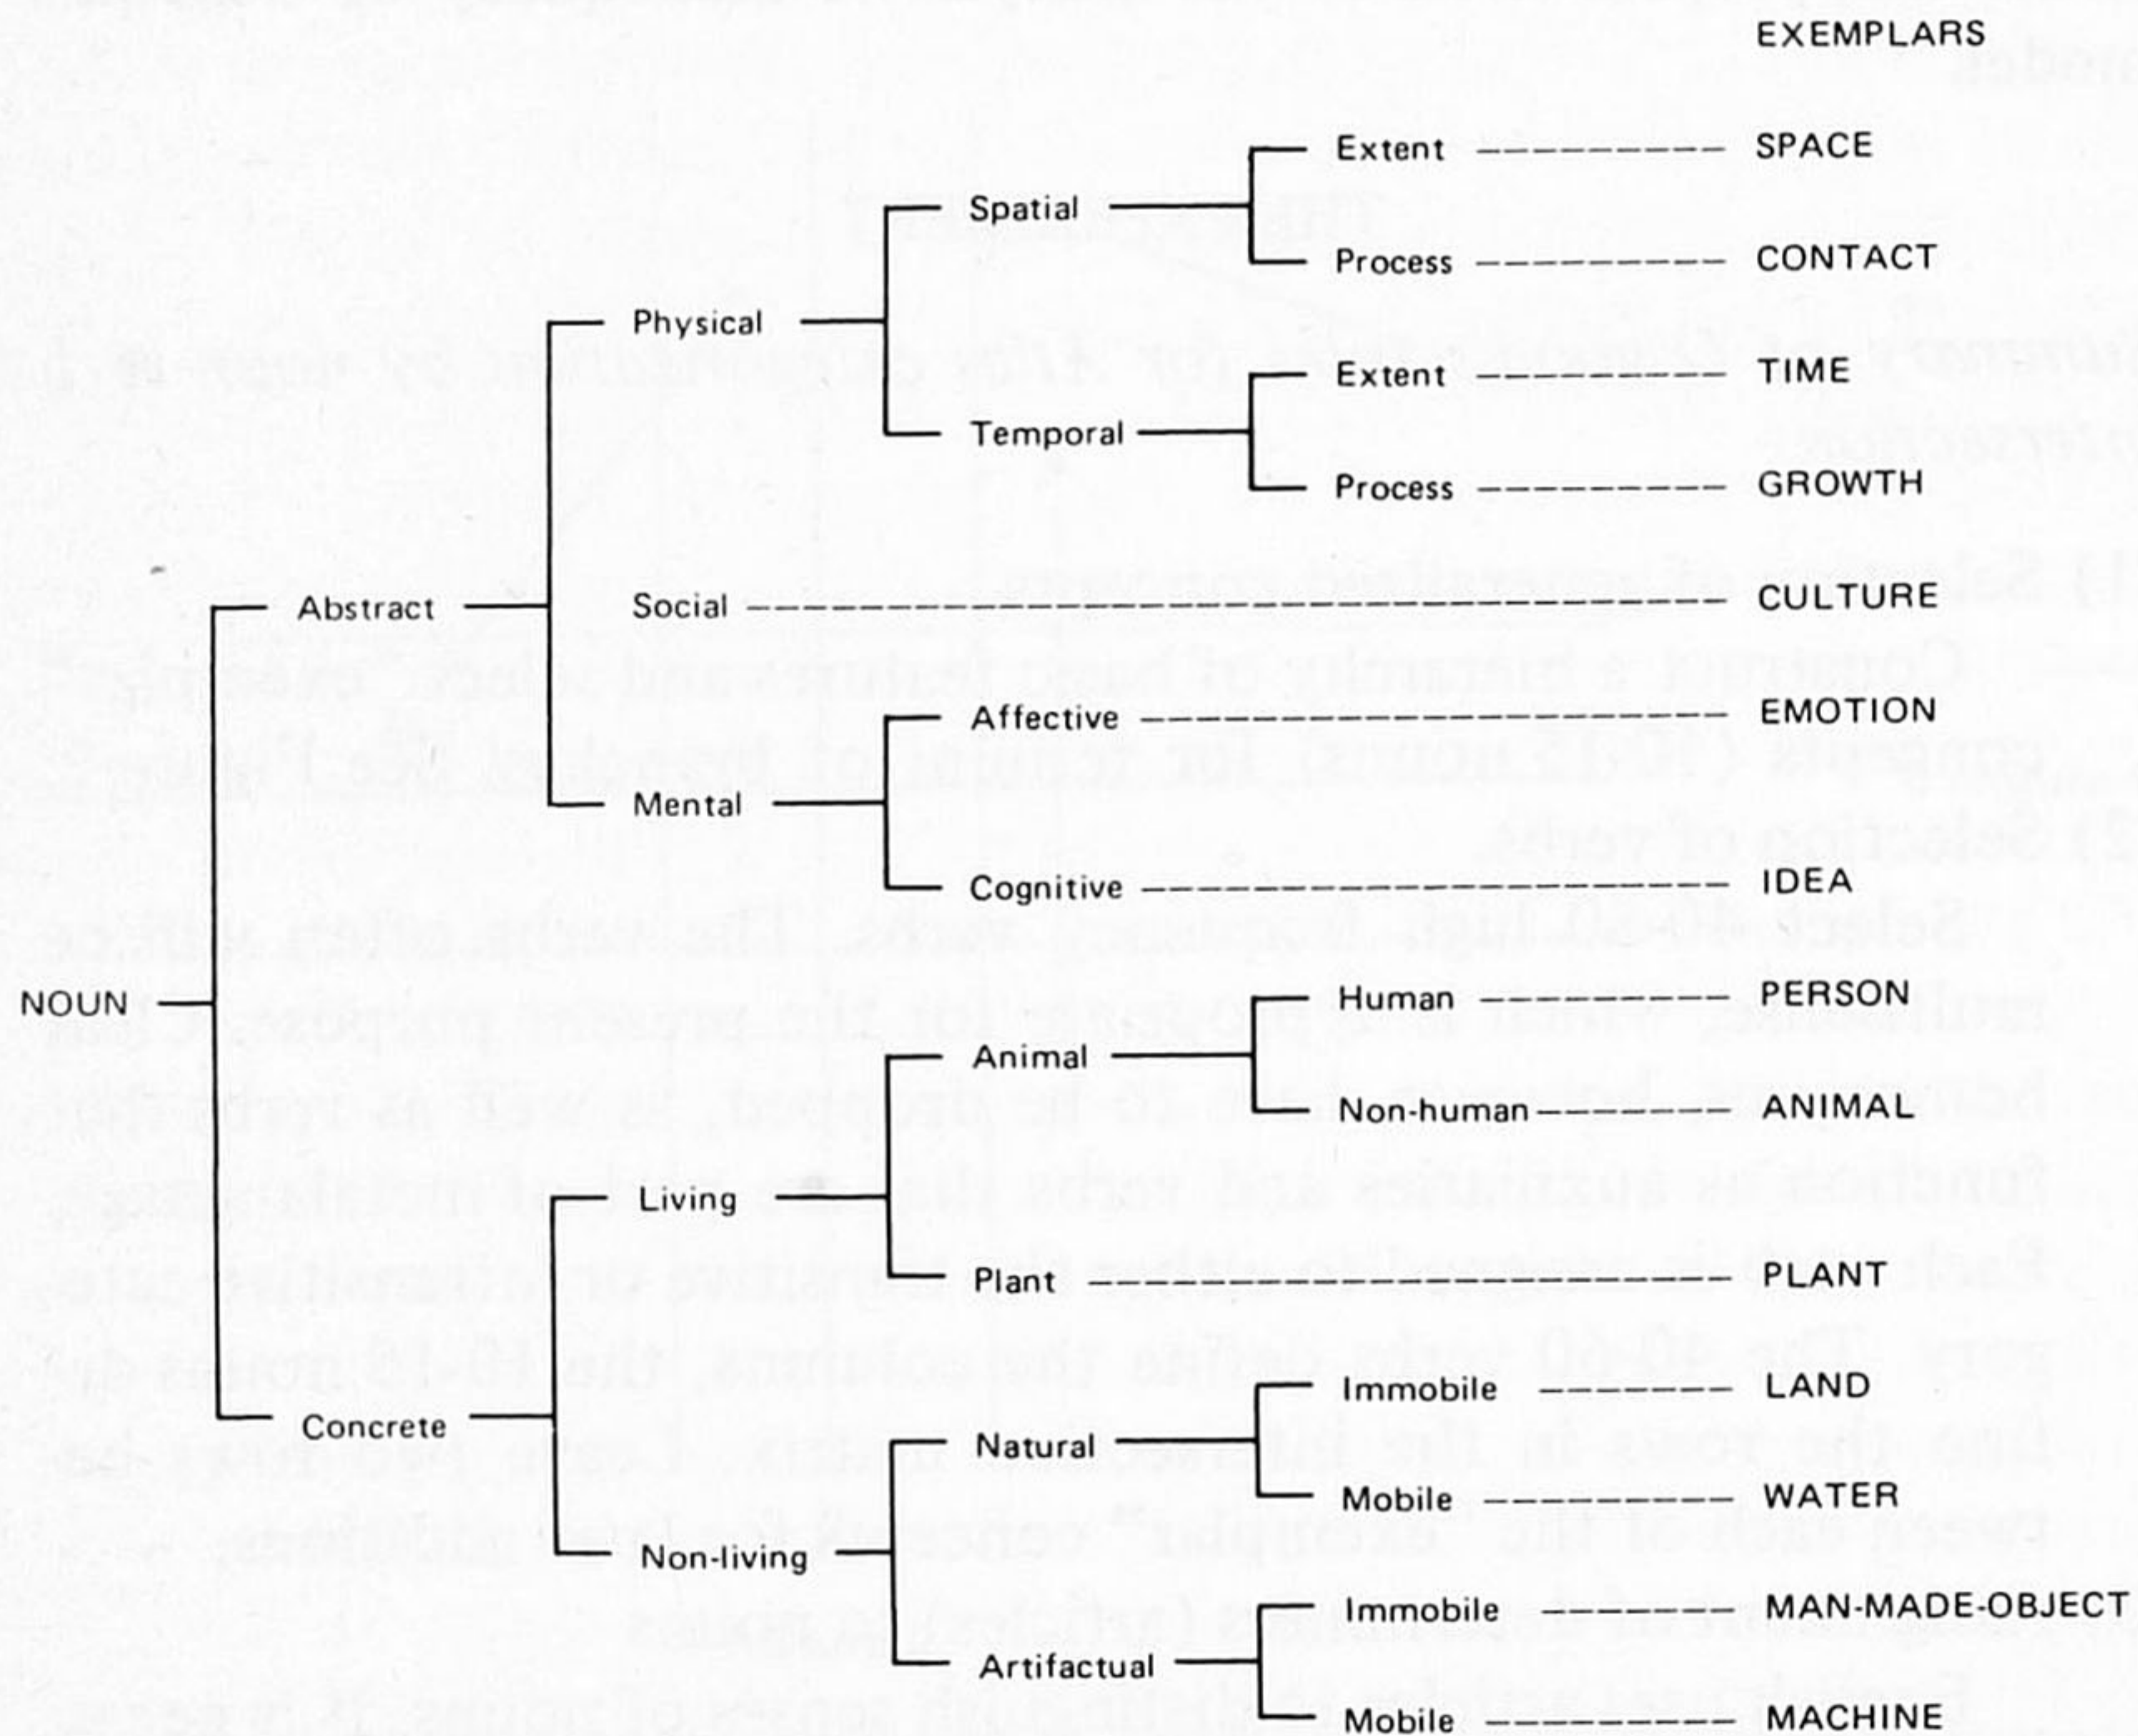 EXEMPLARS
Extent SPACE
Spatial
Process CONTACT
Physical
Extent TIME
Temporal
Process GROWTH
Abstract Social CULTURE
Affective EMOTION
Mental
Cognitive IDEA
NOUN
Human PERSON
Animal
Non-human ANIMAL
Living
Plant PLANT
Immobile LAND
Concrete
Natural
Mobile WATER
Non-living
Immobile MAN-MADE-OBJECT
Artifactual
Mobile MACHINE